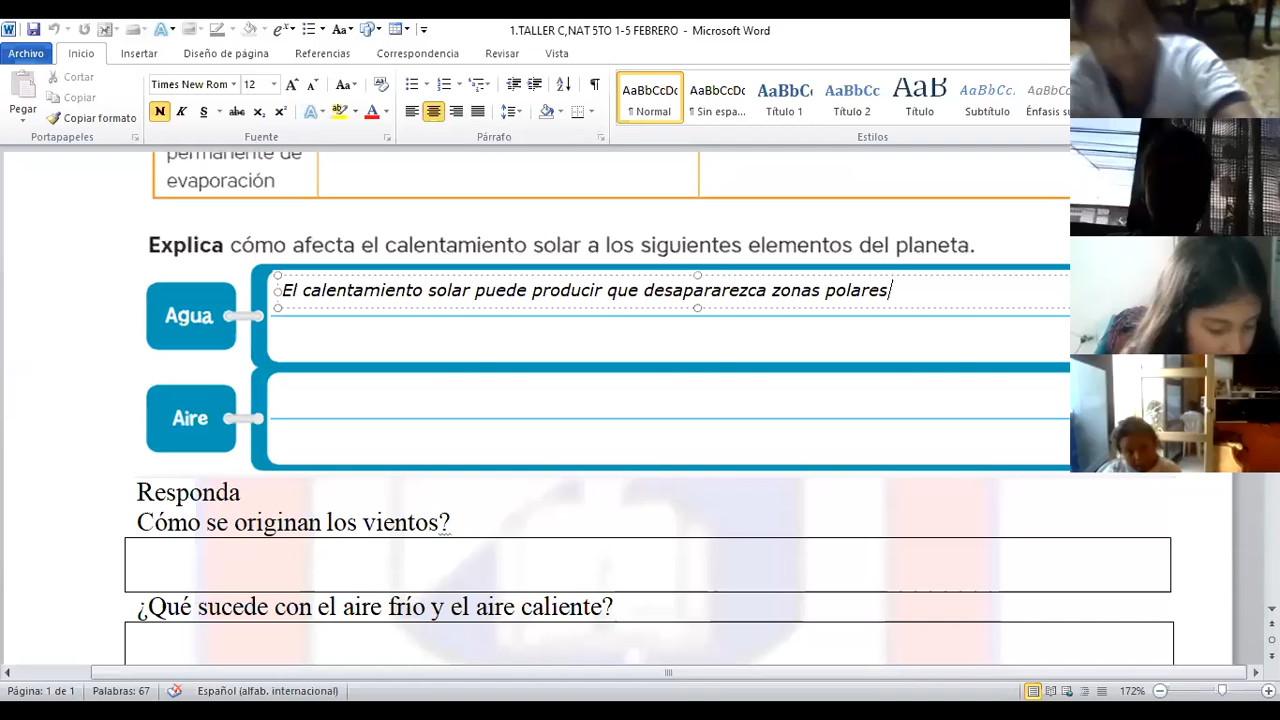 1.TALLER C,NAT 5TO 1-5 FEBRERO - Microsoft Word
Archivo Inicio Insertar Diseño de página Referencias Correspondencia Revisar Vista
Pegar
Cortar
Copiar
Copiar formato
Portapapeles
Times New Rom 12
Fuente
Párrafo
AaBbCcDc AaBbCcDc AaBbCc AaBbCc AaB AaBbCc. AaBbCcD
¶ Normal ¶ Sin espa... Título 1 Título 2 Título Subtítulo Énfasis su
Estilos
permanente de
evaporación
Explica cómo afecta el calentamiento solar a los siguientes elementos del planeta.
Agua
El calentamiento solar puede producir que desapararezca zonas polares
Aire
Responda
Cómo se originan los vientos?
¿Qué sucede con el aire frío y el aire caliente?
Página: 1 de 1 Palabras: 67 Español (alfab. internacional) 172%